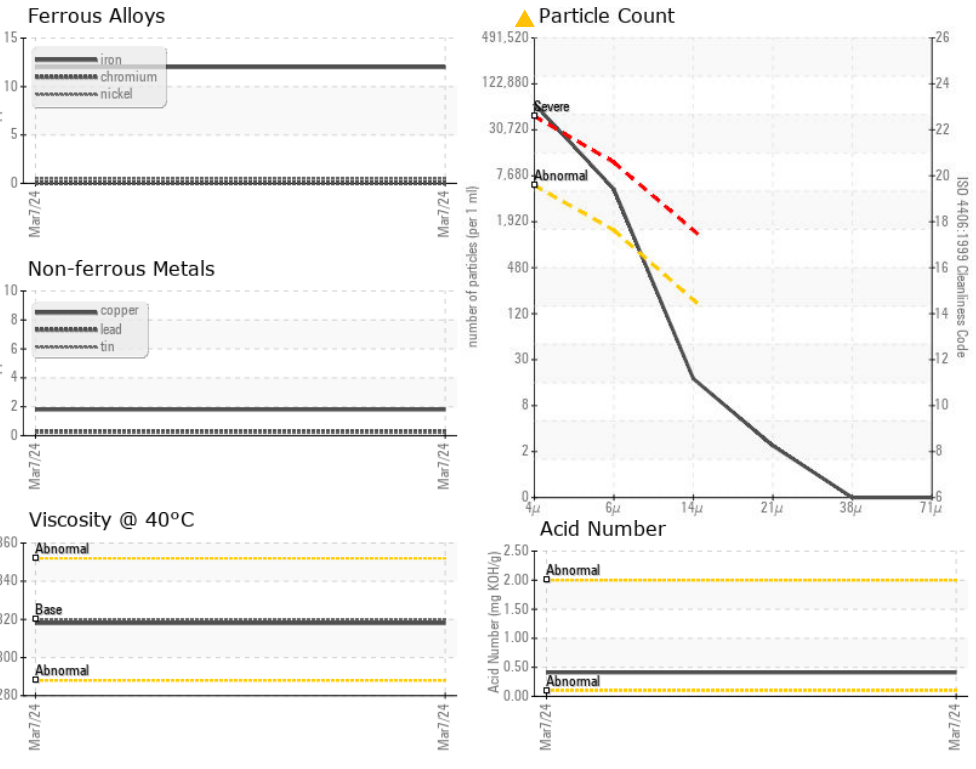 Ferrous Alloys
15
10
5
0
iron
chromium
nickel
Mar7/24
Mar7/24
Non-ferrous Metals
10
8
6
4
2
0
copper
lead
tin
Mar7/24
Mar7/24
Viscosity @ 40°C
360
340
320
300
280
Abnormal
Base
Abnormal
Mar7/24
Mar7/24
Particle Count
number of particles (per 1 ml)
491,520
122,880
30,720
7,680
1,920
480
120
30
8
2
0
Severe
Abnormal
4µ
6µ
14µ
21µ
38µ
71µ
26
24
22
20
18
16
14
12
10
8
6
ISO 4406:1999 Cleanliness Code
Acid Number
Acid Number (mg KOH/g)
2.50
2.00
1.50
1.00
0.50
0.00
Abnormal
Abnormal
Mar7/24
Mar7/24